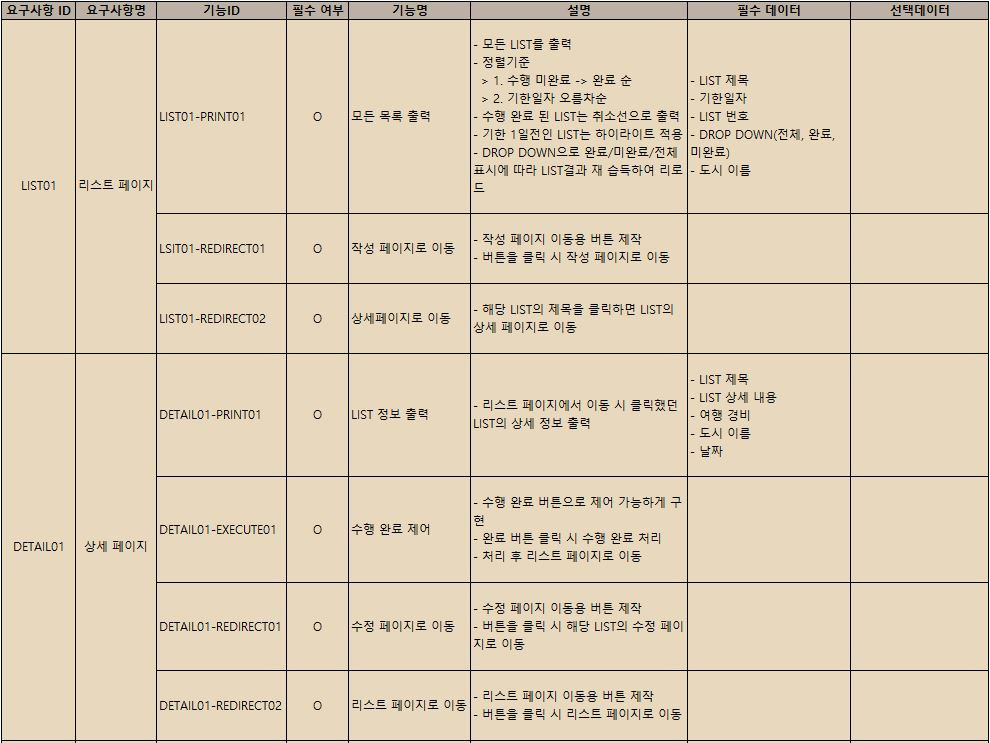 요구사항 ID 요구사항명 기능ID 필수 여부 기능명 설명 필수 데이터 선택데이터
LIST01
리스트 페이지
LIST01-PRINT01
O
모든 목록 출력
- 모든 LIST를 출력
- 정렬기준
> 1. 수행 미완료 -> 완료 순
> 2. 기한일자 오름차순
- 수행 완료 된 LIST는 취소선으로 출력
- 기한 1일전인 LIST는 하이라이트 적용
- DROP DOWN으로 완료/미완료/전체
표시에 따라 LIST결과 재 습득하여 리로
드
- LIST 제목
- 기한일자
- LIST 번호
- DROP DOWN(전체, 완료,
미완료)
- 도시 이름
LSIT01-REDIRECT01
O
작성 페이지로 이동
- 작성 페이지 이동용 버튼 제작
- 버튼을 클릭 시 작성 페이지로 이동
LIST01-REDIRECT02
O
상세페이지로 이동
- 해당 LIST의 제목을 클릭하면 LIST의
상세 페이지로 이동
DETAIL01
상세 페이지
DETAIL01-PRINT01
O
LIST 정보 출력
- 리스트 페이지에서 이동 시 클릭했던
LIST의 상세 정보 출력
- LIST 제목
- LIST 상세 내용
- 여행 경비
- 도시 이름
- 날짜
DETAIL01-EXECUTE01
O
수행 완료 제어
- 수행 완료 버튼으로 제어 가능하게 구
현
- 완료 버튼 클릭 시 수행 완료 처리
- 처리 후 리스트 페이지로 이동
DETAIL01-REDIRECT01
O
수정 페이지로 이동
- 수정 페이지 이동용 버튼 제작
- 버튼을 클릭 시 해당 LIST의 수정 페이
지로 이동
DETAIL01-REDIRECT02
O
리스트 페이지로 이동
- 리스트 페이지 이동용 버튼 제작
- 버튼을 클릭 시 리스트 페이지로 이동